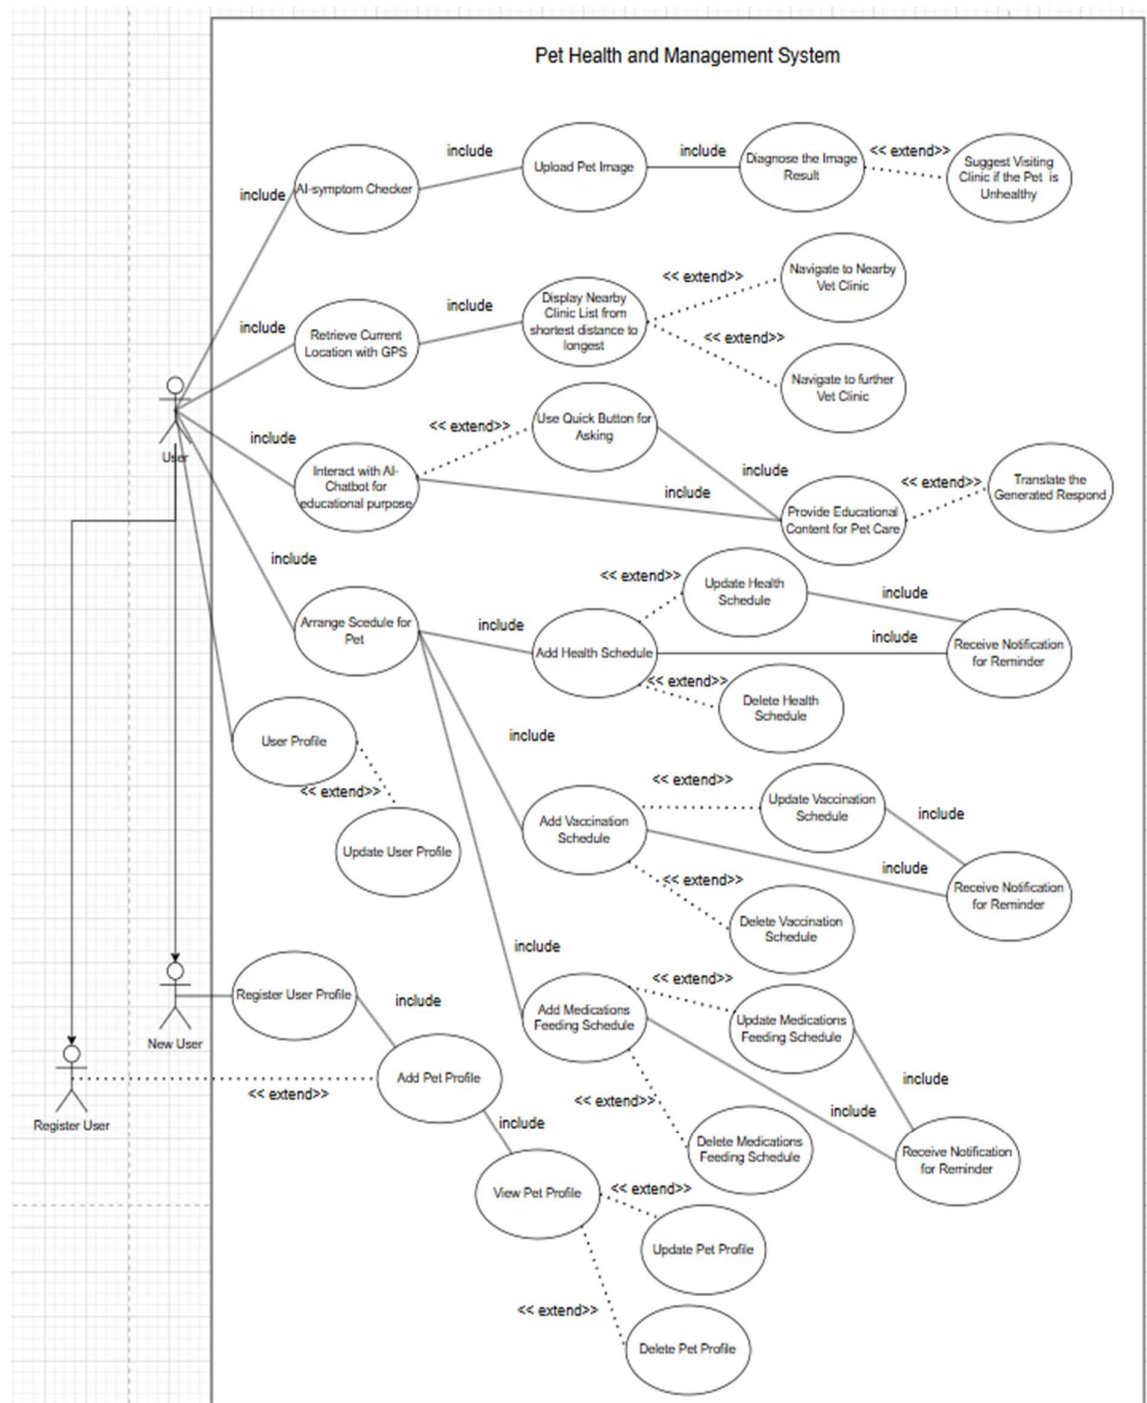 Pet Health and Management System
include
AI-symptom Checker
include
Upload Pet Image
include
Diagnose the Image
Result
<< extend>>
Suggest Visiting
Clinic if the Pet is
Unhealthy
include
Retrieve Current
Location with GPS
include
Display Nearby
Clinic List from
shortest distance to
longest
<< extend>>
Navigate to Nearby
Vet Clinic
<< extend>>
Navigate to further
Vet Clinic
User
include
Interact with AI-
Chatbot for
educational purpose
<< extend>>
Use Quick Button for
Asking
include
include
Provide Educational
Content for Pet Care
<< extend>>
Translate the
Generated Respond
include
Arrange Scedule for
Pet
include
Add Health Schedule
<< extend>>
Update Health
Schedule
include
include
Receive Notification
for Reminder
<< extend>>
Delete Health
Schedule
User Profile
<< extend>>
Update User Profile
include
Add Vaccination
Schedule
<< extend>>
Update Vaccination
Schedule
include
include
Receive Notification
for Reminder
<< extend>>
Delete Vaccination
Schedule
include
Add Medications
Feeding Schedule
<< extend>>
Update Medications
Feeding Schedule
include
include
Receive Notification
for Reminder
<< extend>>
Delete Medications
Feeding Schedule
New User
Register User Profile
include
Add Pet Profile
Register User
<< extend>>
include
View Pet Profile
<< extend>>
Update Pet Profile
<< extend>>
Delete Pet Profile